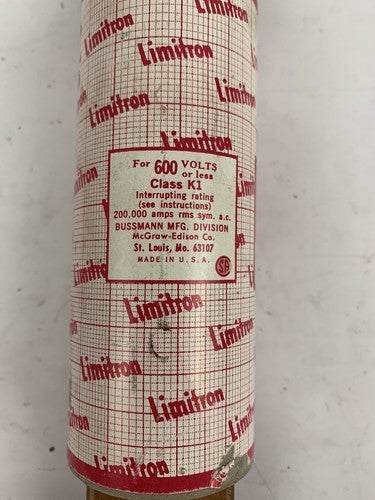 Limitron
Limitron
Limitron
Limitron
Limitron
For 600 VOLTS
or less
Class K1
Interrupting rating
(see instructions)
200,000 amps rms sym. a.c.
BUSSMANN MFG. DIVISION
McGraw-Edison Co.
St. Louis, Mo. 63107
MADE IN U.S.A.
Limitron
Limitron
Limitron
Limitron